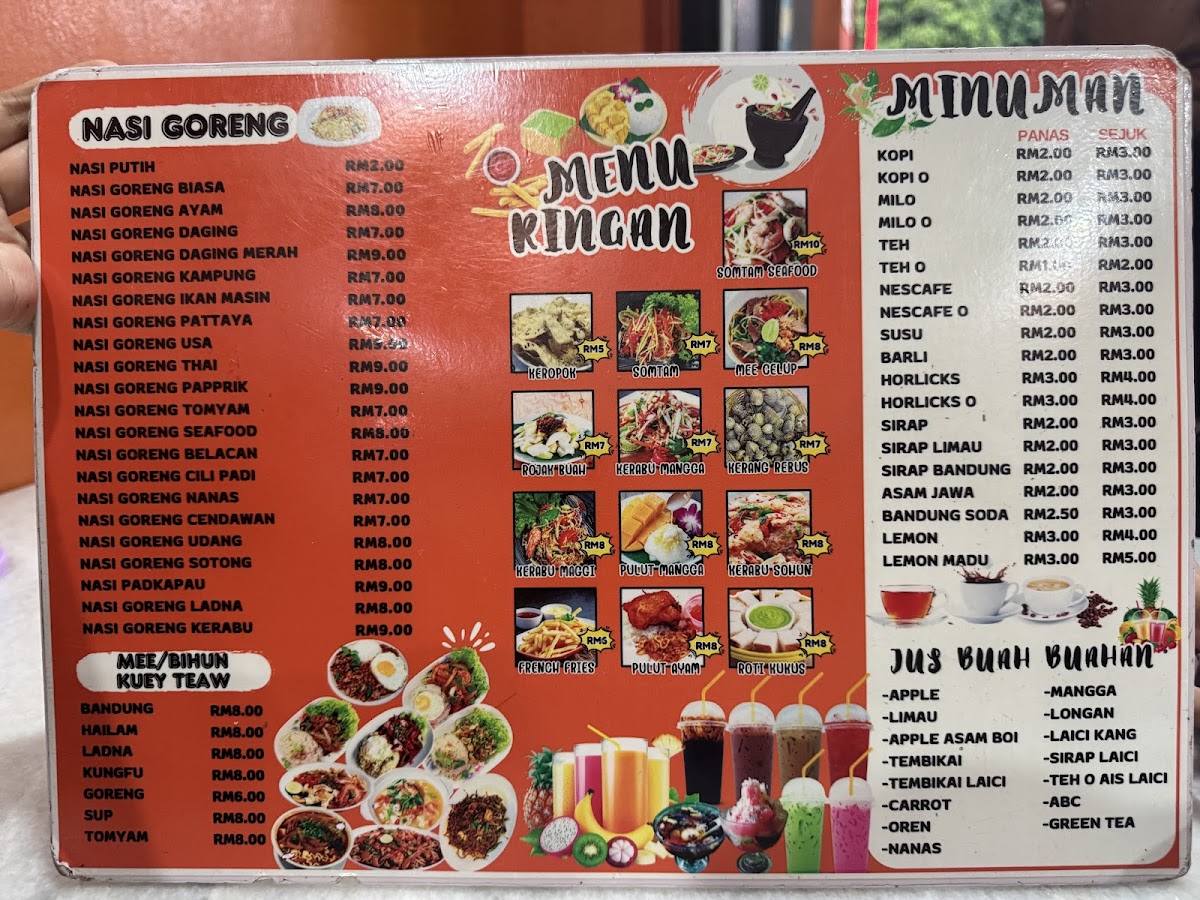 NASI GORENG
NASI PUTIH RM2.00
NASI GORENG BIASA RM7.00
NASI GORENG AYAM RM8.00
NASI GORENG DAGING RM7.00
NASI GORENG DAGING MERAH RM9.00
NASI GORENG KAMPUNG RM7.00
NASI GORENG IKAN MASIN RM7.00
NASI GORENG PATTAYA RM7.00
NASI GORENG USA RM9.00
NASI GORENG THAI RM9.00
NASI GORENG PAPPRIK RM9.00
NASI GORENG TOMYAM RM7.00
NASI GORENG SEAFOOD RM8.00
NASI GORENG BELACAN RM7.00
NASI GORENG CILI PADI RM7.00
NASI GORENG NANAS RM7.00
NASI GORENG CENDAWAN RM7.00
NASI GORENG UDANG RM8.00
NASI GORENG SOTONG RM8.00
NASI PADKAPAU RM9.00
NASI GORENG LADNA RM8.00
NASI GORENG KERABU RM9.00
MEE/BIHUN
KUEY TEAW
BANDUNG RM8.00
HAILAM RM8.00
LADNA RM8.00
KUNGFU RM8.00
GORENG RM6.00
SUP RM8.00
TOMYAM RM8.00
MENU
RINGAN
RM10
SOMTAM SEAFOOD
RM5 RM7 RM8
KEROPOK SOMTAM MEE CELUP
RM7 RM7 RM7
ROJAK BUAH KERABU MANGGA KERANG REBUS
RM8 RM8 RM8
KERABU MAGGI PULUT MANGGA KERABU SOHUN
RM5 RM8 RM8
FRENCH FRIES PULUT AYAM ROTI KUKUS
MINUMAN
PANAS SEJUK
KOPI RM2.00 RM3.00
KOPI O RM2.00 RM3.00
MILO RM2.00 RM3.00
MILO O RM2.00 RM3.00
TEH RM2.00 RM3.00
TEH O RM2.00
NESCAFE RM2.00 RM3.00
NESCAFE O RM2.00 RM3.00
SUSU RM2.00 RM3.00
BARLI RM2.00 RM3.00
HORLICKS RM3.00 RM4.00
HORLICKS O RM3.00 RM4.00
SIRAP RM2.00 RM3.00
SIRAP LIMAU RM2.00 RM3.00
SIRAP BANDUNG RM2.00 RM3.00
ASAM JAWA RM2.00 RM3.00
BANDUNG SODA RM2.50 RM3.00
LEMON RM3.00 RM4.00
LEMON MADU RM3.00 RM5.00
JUS BUAH BUAHAN
-APPLE
-LIMAU
-APPLE ASAM BOI
-TEMBIKAI
-TEMBIKAI LAICI
-CARROT
-OREN
-NANAS
-MANGGA
-LONGAN
-LAICI KANG
-SIRAP LAICI
-TEH O AIS LAICI
-ABC
-GREEN TEA